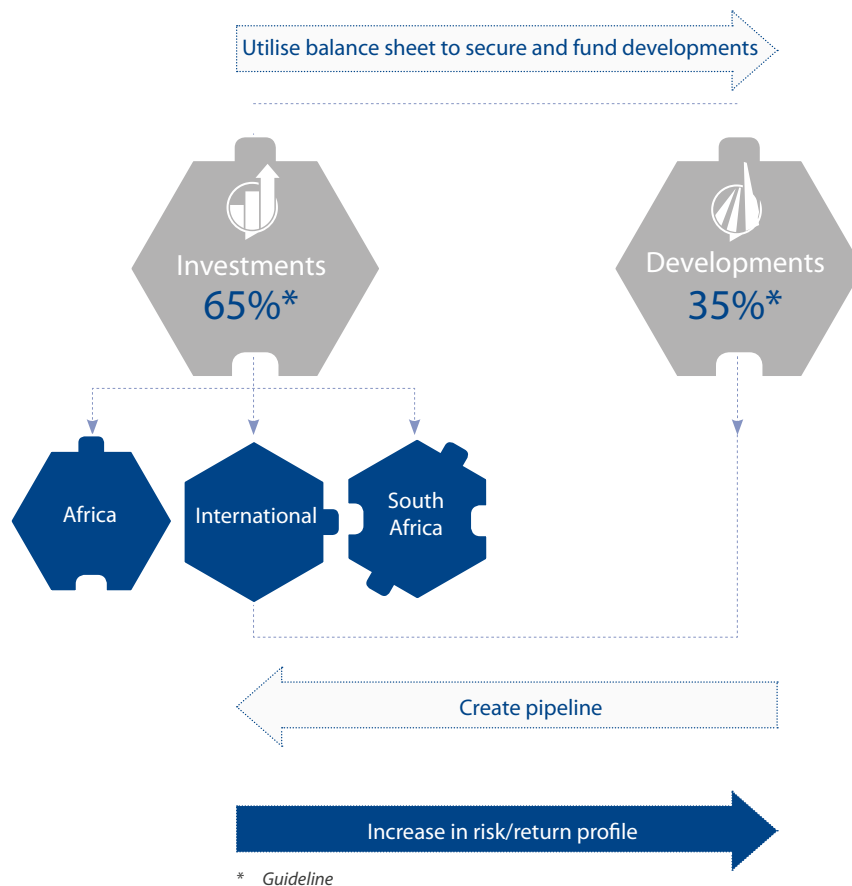 Utilise balance sheet to secure and fund developments
Investments
65%*
Developments
35%*
Africa
International
South
Africa
Create pipeline
Increase in risk/return profile
* Guideline